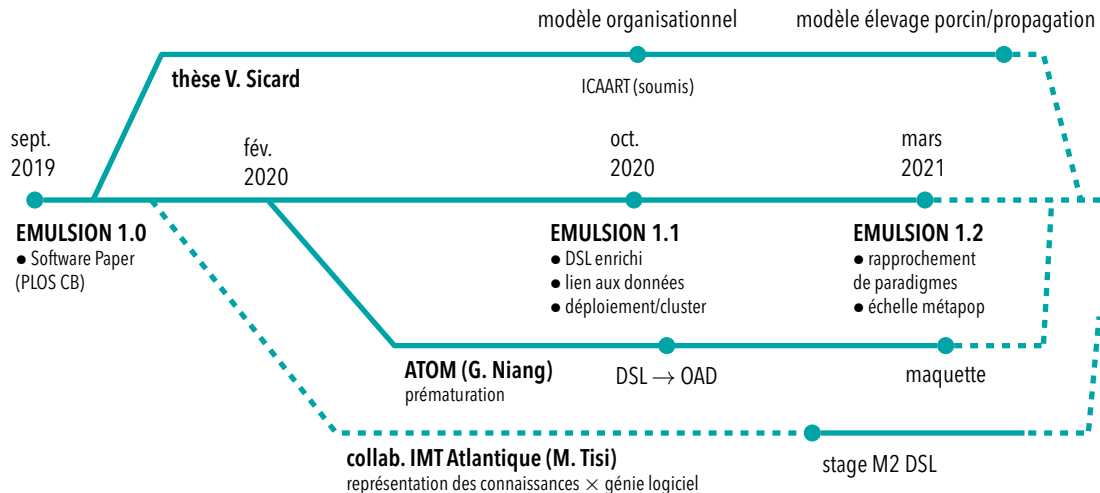 modèle organisationnel
modèle élevage porcin/propagation
thèse V. Sicard
ICAART (soumis)
sept.
2019
fév.
2020
oct.
2020
mars
2021
EMULSION 1.0
● Software Paper
(PLOS CB)
EMULSION 1.1
● DSL enrichi
● lien aux données
● déploiement/cluster
EMULSION 1.2
● rapprochement
de paradigmes
● échelle métapop
ATOM (G. Niang)
prématuration
DSL → OAD
maquette
collab. IMT Atlantique (M. Tisi)
représentation des connaissances × génie logiciel
stage M2 DSL